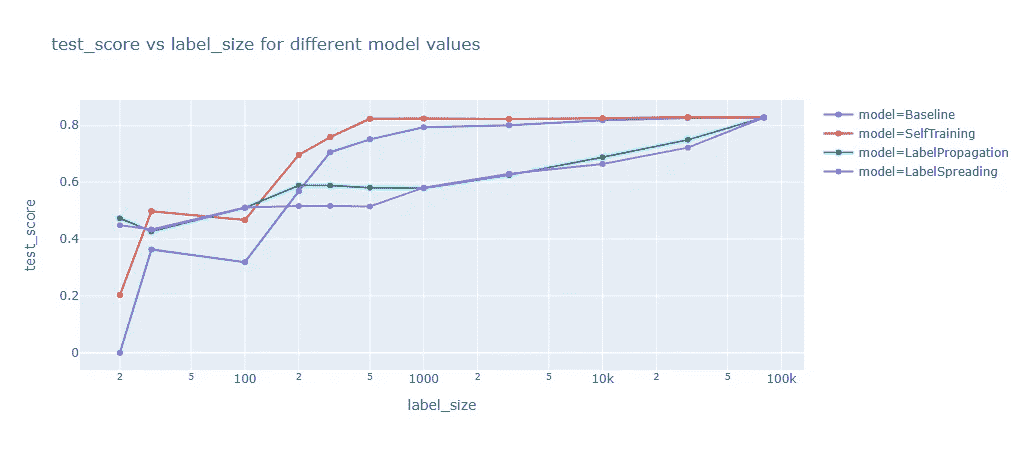 test_score vs label_size for different model values
model=Baseline
model=SelfTraining
model=LabelPropagation
model=LabelSpreading
test_score
0.8
0.6
0.4
0.2
0
2 5 100 2 5 1000 2 5 10k 2 5 100k
label_size